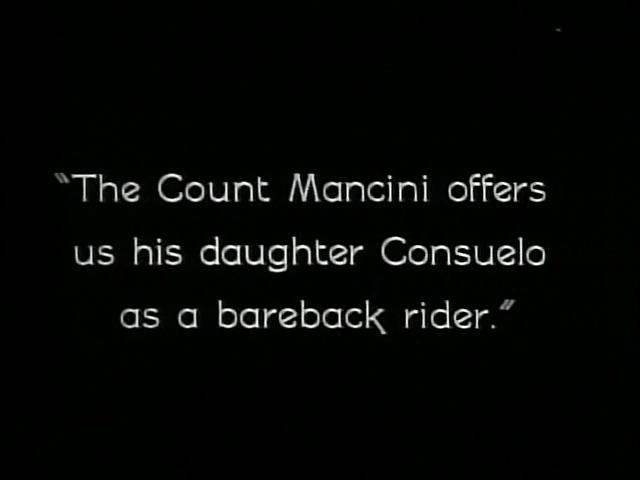 "The Count Mancini offers
us his daughter Consuelo
as a bareback rider."